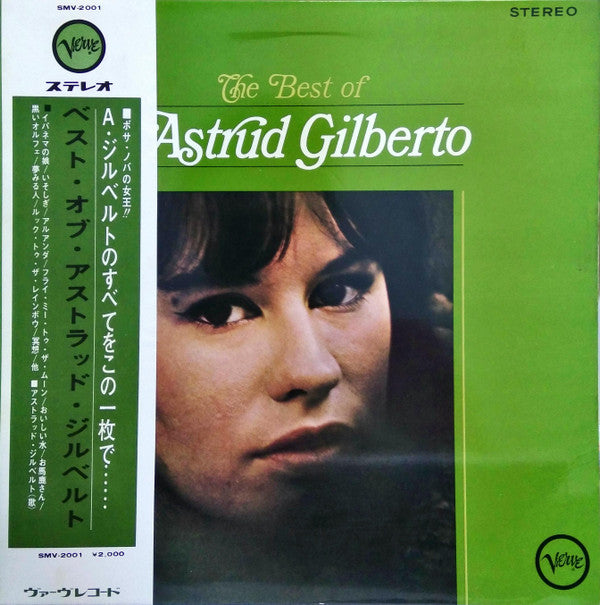 SMV-2001
Verve
ステレオ
■ボサ・ノバの女王!!
A・ジルベルトのすべてをこの一枚で・・・・・・
ベスト・オブ・アストラッド・ジルベルト
■イパネマの娘/いそしぎ/アルアンダ/フライ・ミー・トゥ・ザ・ムーン/おいしい水/お馬鹿さん/
黒いオルフェ/夢みる人/ルック・トゥ・ザ・レインボウ/冥想/他 ■アストラッド・ジルベルト(歌)
SMV-2001 ¥2,000
ヴァーヴレコード
STEREO
The Best of
Astrud Gilberto
Verve